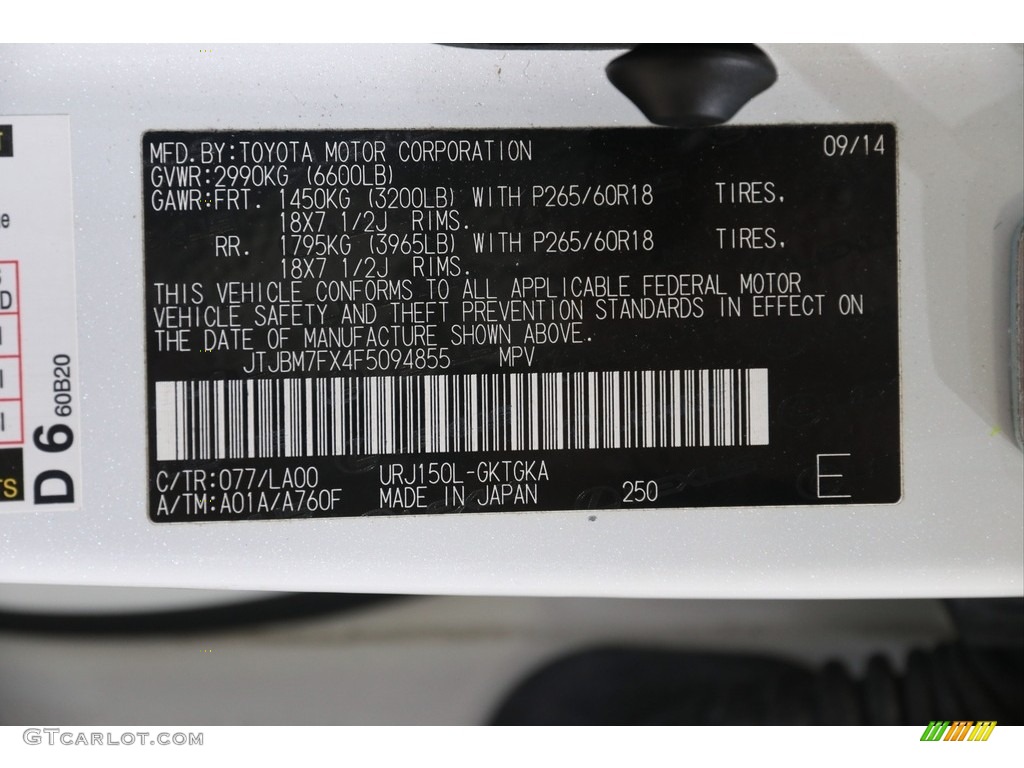 MFD.BY:TOYOTA MOTOR CORPORATION 09/14
GVWR:2990KG (6600LB)
GAWR:FRT. 1450KG (3200LB) WITH P265/60R18 TIRES.
18X7 1/2J RIMS.
RR. 1795KG (3965LB) WITH P265/60R18 TIRES.
18X7 1/2J RIMS.
THIS VEHICLE CONFORMS TO ALL APPLICABLE FEDERAL MOTOR
VEHICLE SAFETY AND THEFT PREVENTION STANDARDS IN EFFECT ON
THE DATE OF MANUFACTURE SHOWN ABOVE.
JTJBM7FX4F5094855 MPV
C/TR:077/LA00 URJ150L-GKTGKA
A/TM:A01A/A760F MADE IN JAPAN 250 E
D 6 60B20
GTCarlot.com